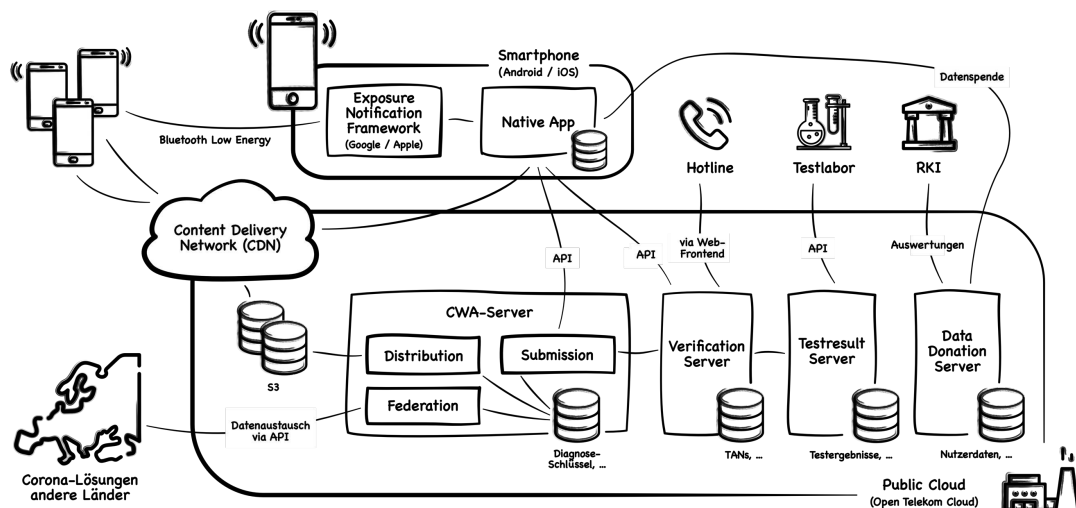 Smartphone
(Android / iOS)
Datenspende
Exposure
Notification
Framework
(Google / Apple)
Native App
Bluetooth Low Energy
Hotline
Testlabor
RKI
Content Delivery
Network (CDN)
API
API
via Web-
Frontend
API
Auswertungen
CWA-Server
Distribution
Submission
Federation
Verification
Server
Testresult
Server
Data
Donation
Server
S3
Datenaustausch
via API
Diagnose-
Schlüssel, ...
TANs, ...
Testergebnisse, ...
Nutzerdaten, ...
Corona-Lösungen
andere Länder
Public Cloud
(Open Telekom Cloud)